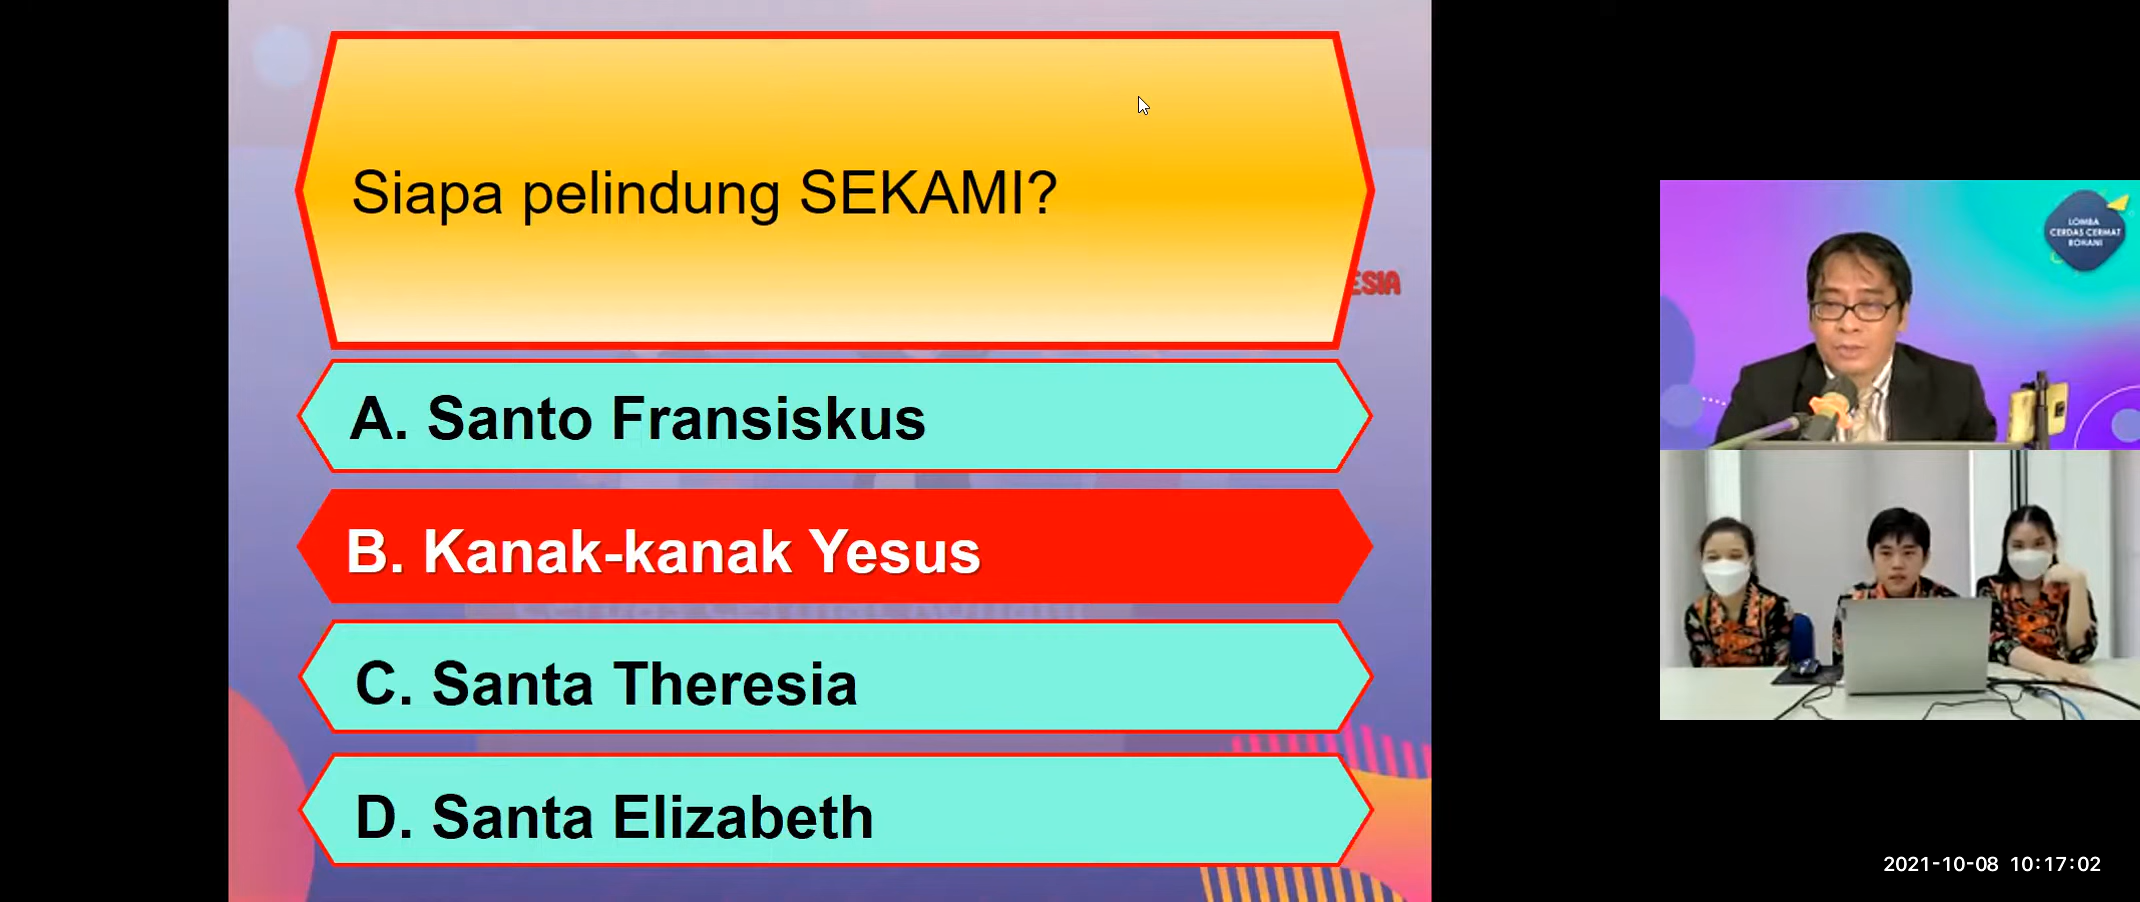 Siapa pelindung SEKAMI?
ESIA
A. Santo Fransiskus
B. Kanak-kanak Yesus
C. Santa Theresia
D. Santa Elizabeth
LOMBA
CERDAS CERMAT
ROHANI
2021-10-08 10:17:02